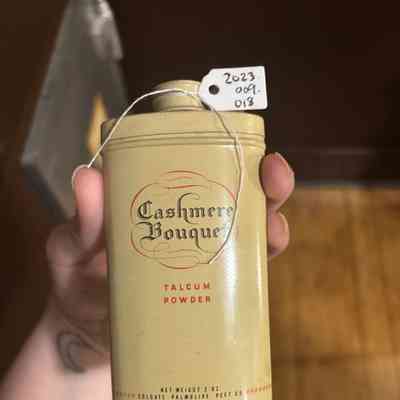 2023.
009.
018
Cashmere
Bouquet
TALCUM
POWDER
NET WEIGHT 2 OZ.
COLGATE PALMOLIVE PEET CO